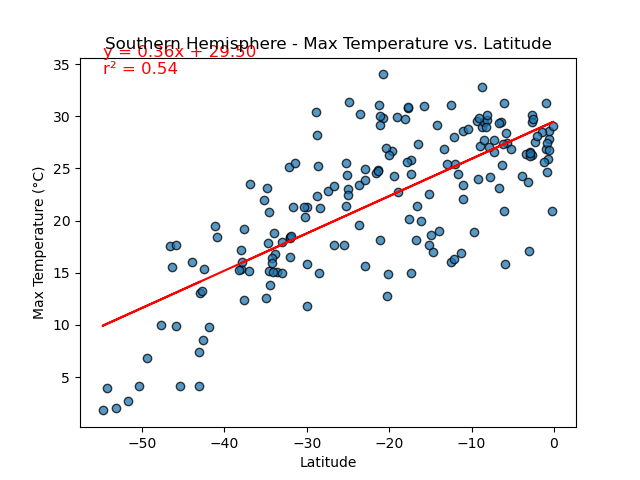 Southern Hemisphere - Max Temperature vs. Latitude
y = 0.36x + 29.50
r² = 0.54
35
30
25
20
15
10
5
Max Temperature (°C)
−50
−40
−30
−20
−10
0
Latitude